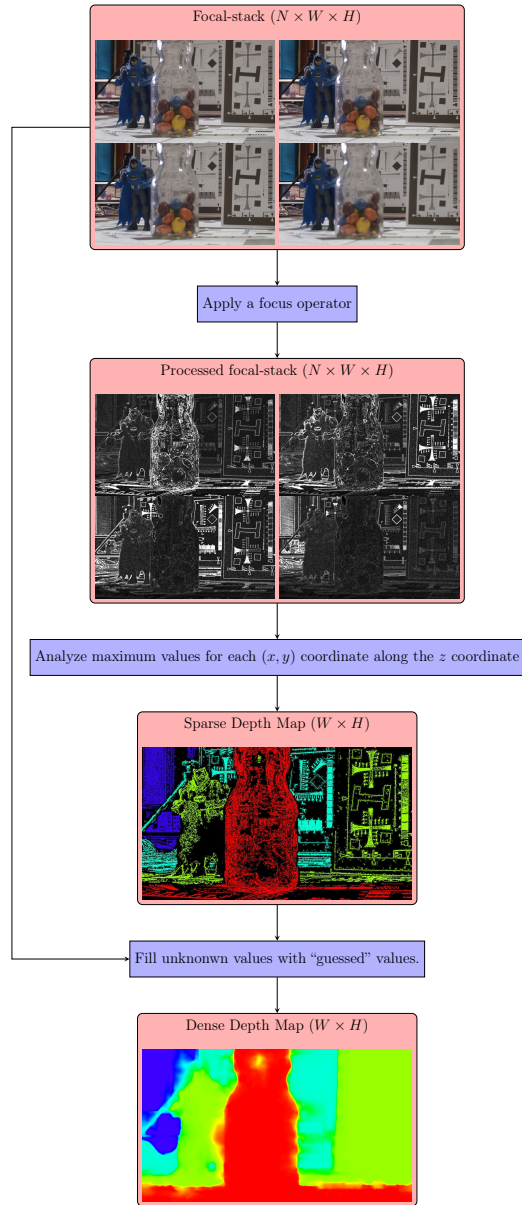 Focal-stack (N × W × H)
Apply a focus operator
Processed focal-stack (N × W × H)
Analyze maximum values for each (x, y) coordinate along the z coordinate
Sparse Depth Map (W × H)
Fill unknonwn values with “guessed” values.
Dense Depth Map (W × H)